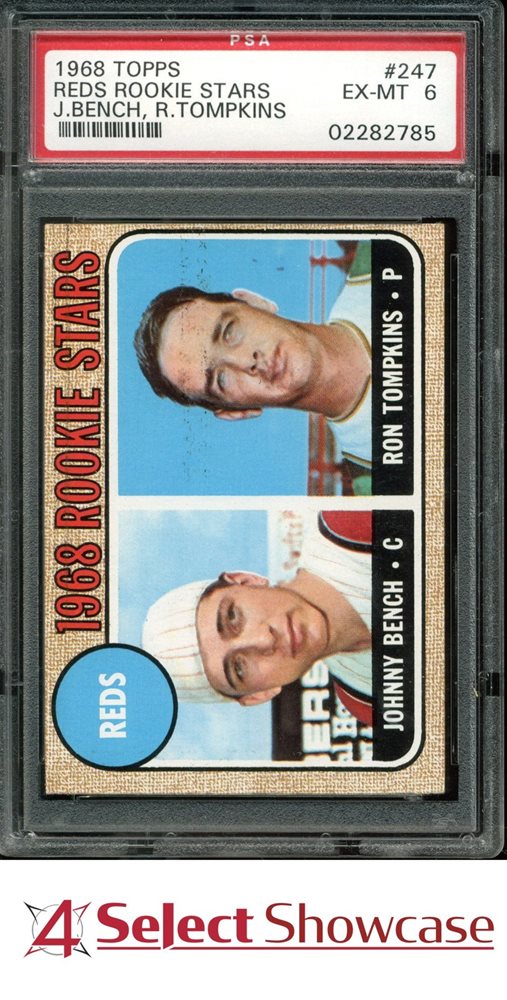 PSA
1968 TOPPS #247
REDS ROOKIE STARS EX-MT 6
J.BENCH, R.TOMPKINS
02282785
1968 ROOKIE STARS
REDS
JOHNNY BENCH • C
RON TOMPKINS • P
4 Select Showcase